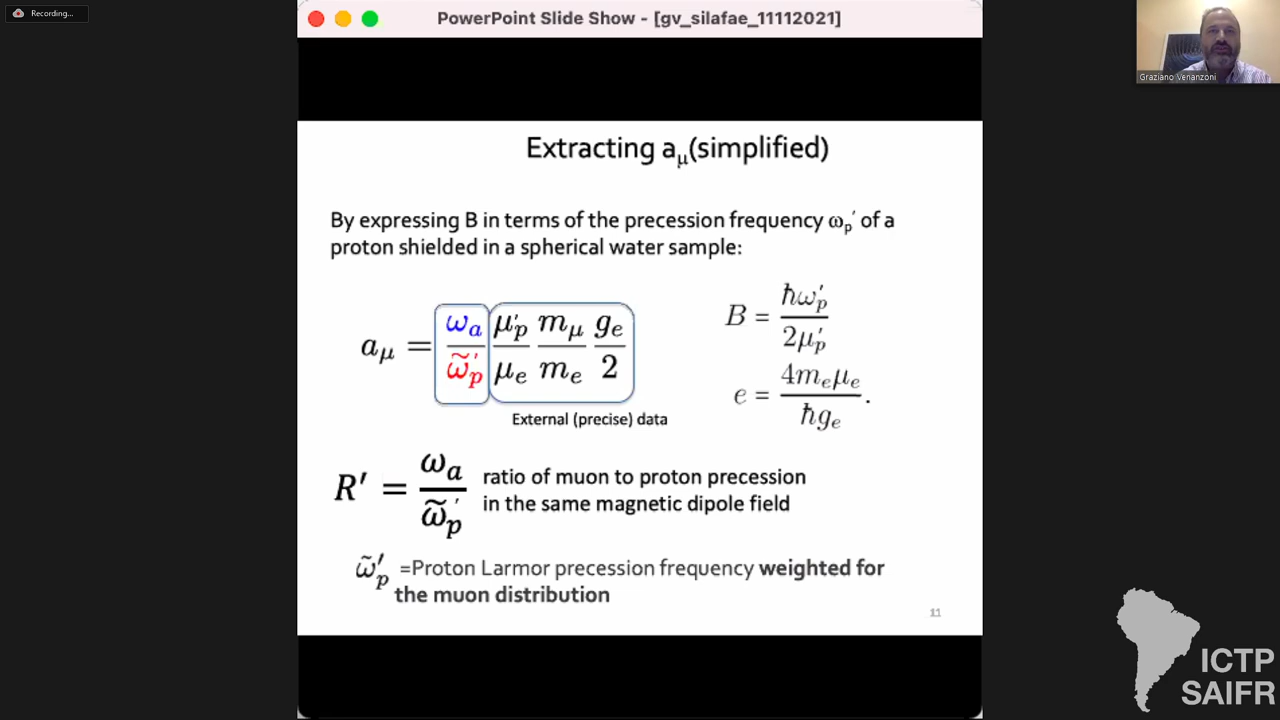 Recording...
PowerPoint Slide Show - [gv_silafae_11112021]
Graziano Venanzoni
Extracting aμ(simplified)
By expressing B in terms of the precession frequency ωp′ of a
proton shielded in a spherical water sample:
aμ = ωa/ω̃′p μ′p/μe mμ/me ge/2
B = ħω′p/2μ′p
e = 4meμe/ħge.
External (precise) data
R′ = ωa/ω̃′p
ratio of muon to proton precession
in the same magnetic dipole field
ω̃′p =Proton Larmor precession frequency weighted for
the muon distribution
11
ICTP
SAIFR